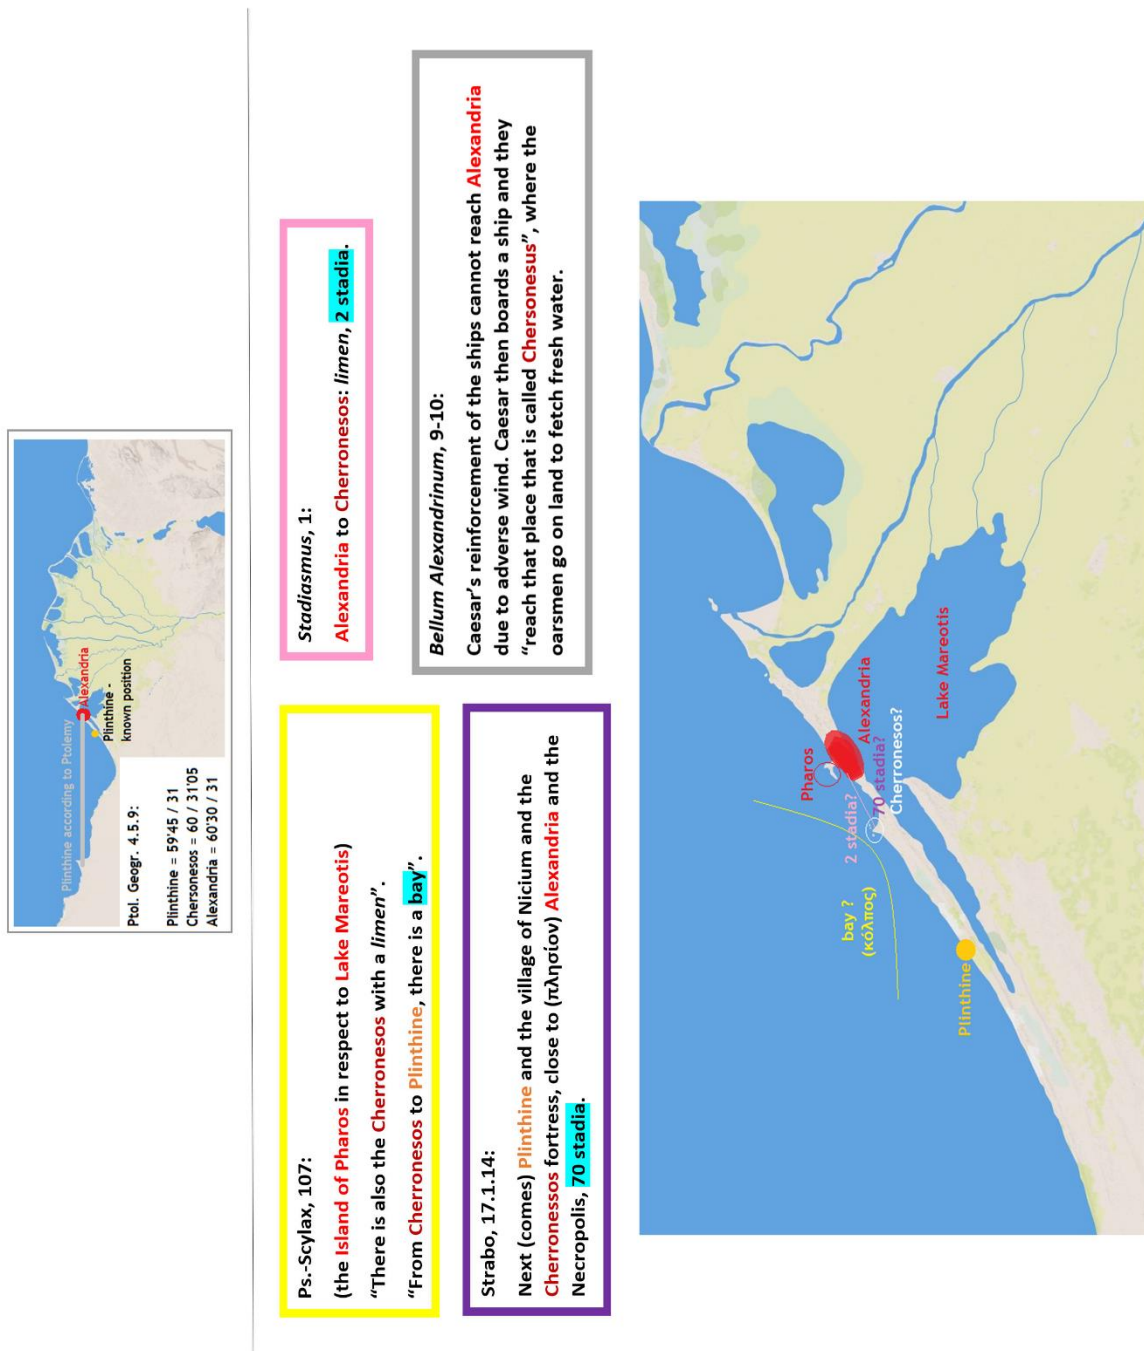 Plinthine according to Ptolemy
Alexandria
Plinthine -
known position
Ptol. Geogr. 4.5.9:
Plinthine = 59'45 / 31
Chersonesos = 60 / 31'05
Alexandria = 60'30 / 31
Ps.-Scylax, 107:
(the Island of Pharos in respect to Lake Mareotis)
“There is also the Cherronesos with a limen”.
“From Cherronesos to Plinthine, there is a bay”.
Stadiasmus, 1:
Alexandria to Cherronesos: limen, 2 stadia.
Strabo, 17.1.14:
Next (comes) Plinthine and the village of Nicium and the
Cherronessos fortress, close to (πλησίον) Alexandria and the
Necropolis, 70 stadia.
Bellum Alexandrinum, 9-10:
Caesar’s reinforcement of the ships cannot reach Alexandria
due to adverse wind. Caesar then boards a ship and they
“reach that place that is called Chersonesus”, where the
oarsmen go on land to fetch fresh water.
Pharos
Alexandria
2 stadia?
70 stadia?
Cherronesos?
bay ?
(κόλπος)
Lake Mareotis
Plinthine